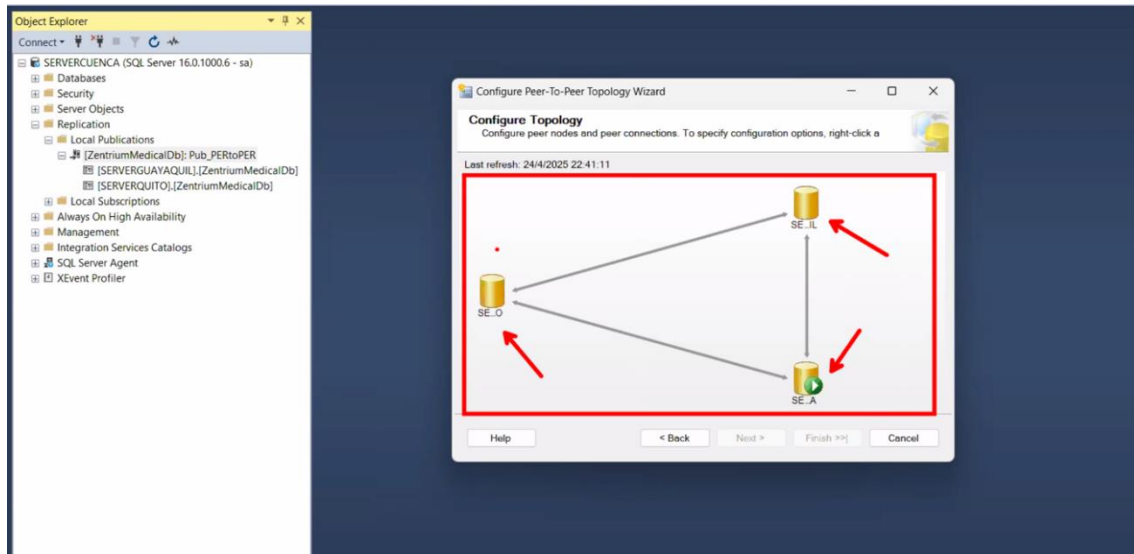 Object Explorer
Connect
SERVERCUENCA (SQL Server 16.0.1000.6 - sa)
Databases
Security
Server Objects
Replication
Local Publications
[ZentriumMedicalDb]: Pub_PERtoPER
[SERVERGUAYAQUIL].[ZentriumMedicalDb]
[SERVERQUITO].[ZentriumMedicalDb]
Local Subscriptions
Always On High Availability
Management
Integration Services Catalogs
SQL Server Agent
XEvent Profiler
Configure Peer-To-Peer Topology Wizard
Configure Topology
Configure peer nodes and peer connections. To specify configuration options, right-click a
Last refresh: 24/4/2025 22:41:11
SE..IL
SE..O
SE..A
Help
< Back
Next >
Finish >>|
Cancel